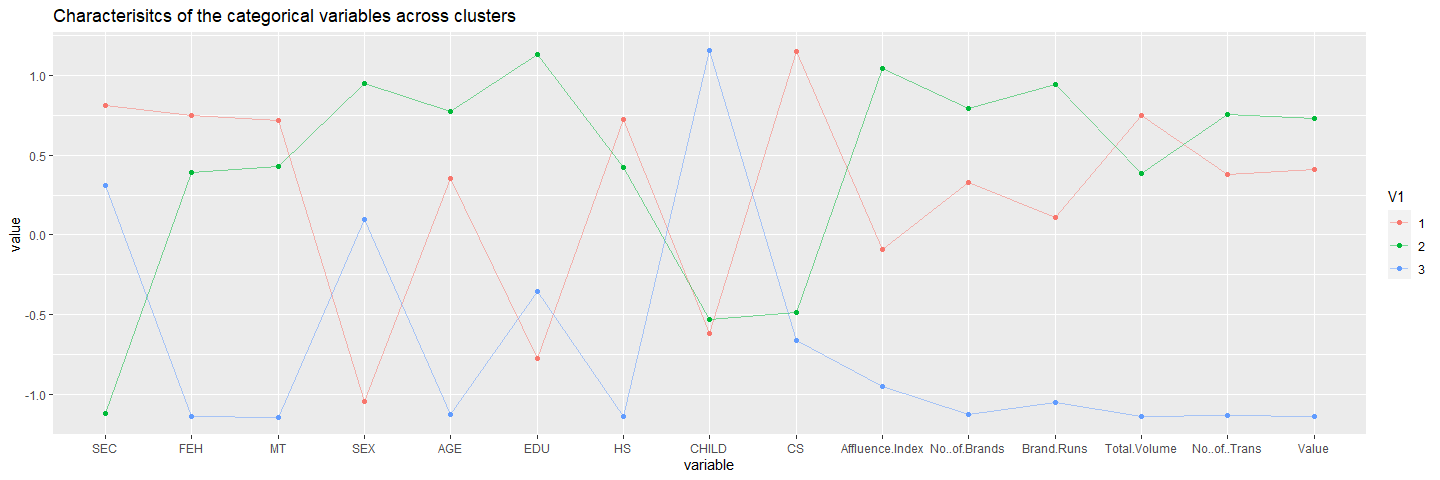 Characterisitcs of the categorical variables across clusters
1.0
0.5
0.0
-0.5
-1.0
value
SEC FEH MT SEX AGE EDU HS CHILD CS Affluence.Index No..of.Brands Brand.Runs Total.Volume No..of..Trans Value
variable
V1
1
2
3